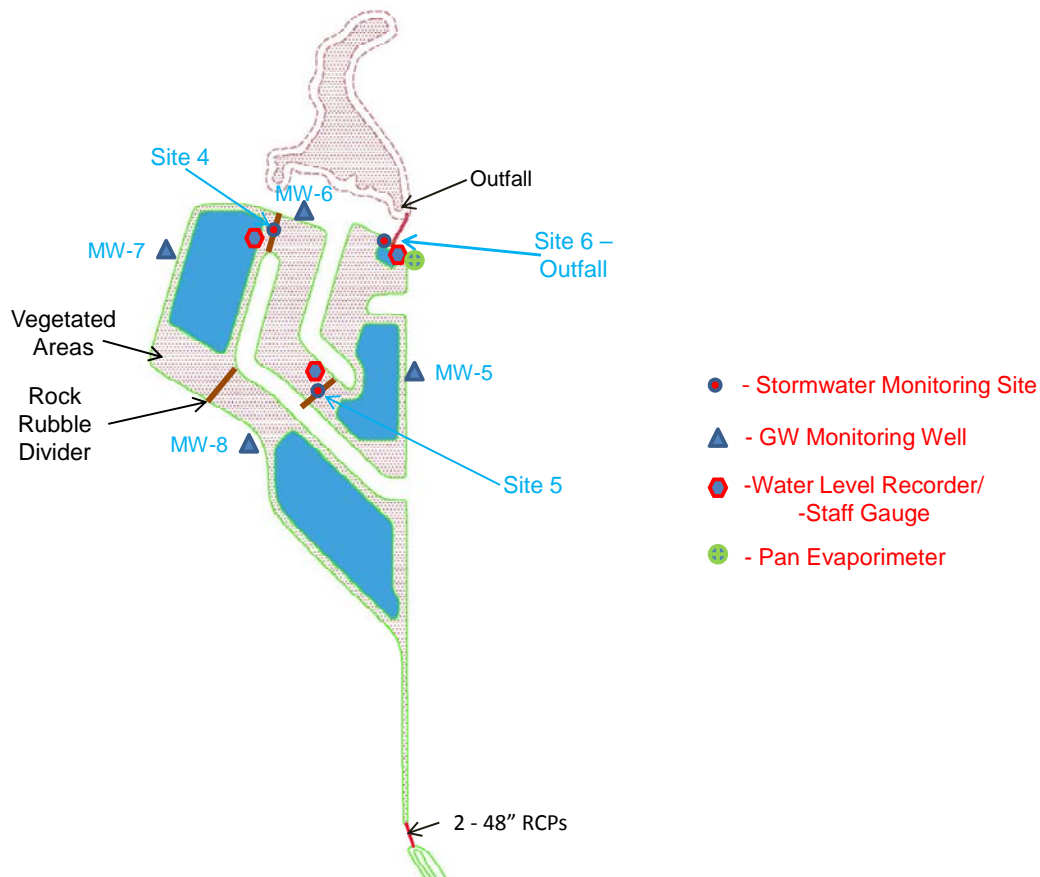 Site 4
MW-6
Outfall
MW-7
Site 6 –
Outfall
Vegetated
Areas
MW-5
Rock
Rubble
Divider
MW-8
Site 5
- Stormwater Monitoring Site
- GW Monitoring Well
-Water Level Recorder/
-Staff Gauge
- Pan Evaporimeter
2 - 48” RCPs